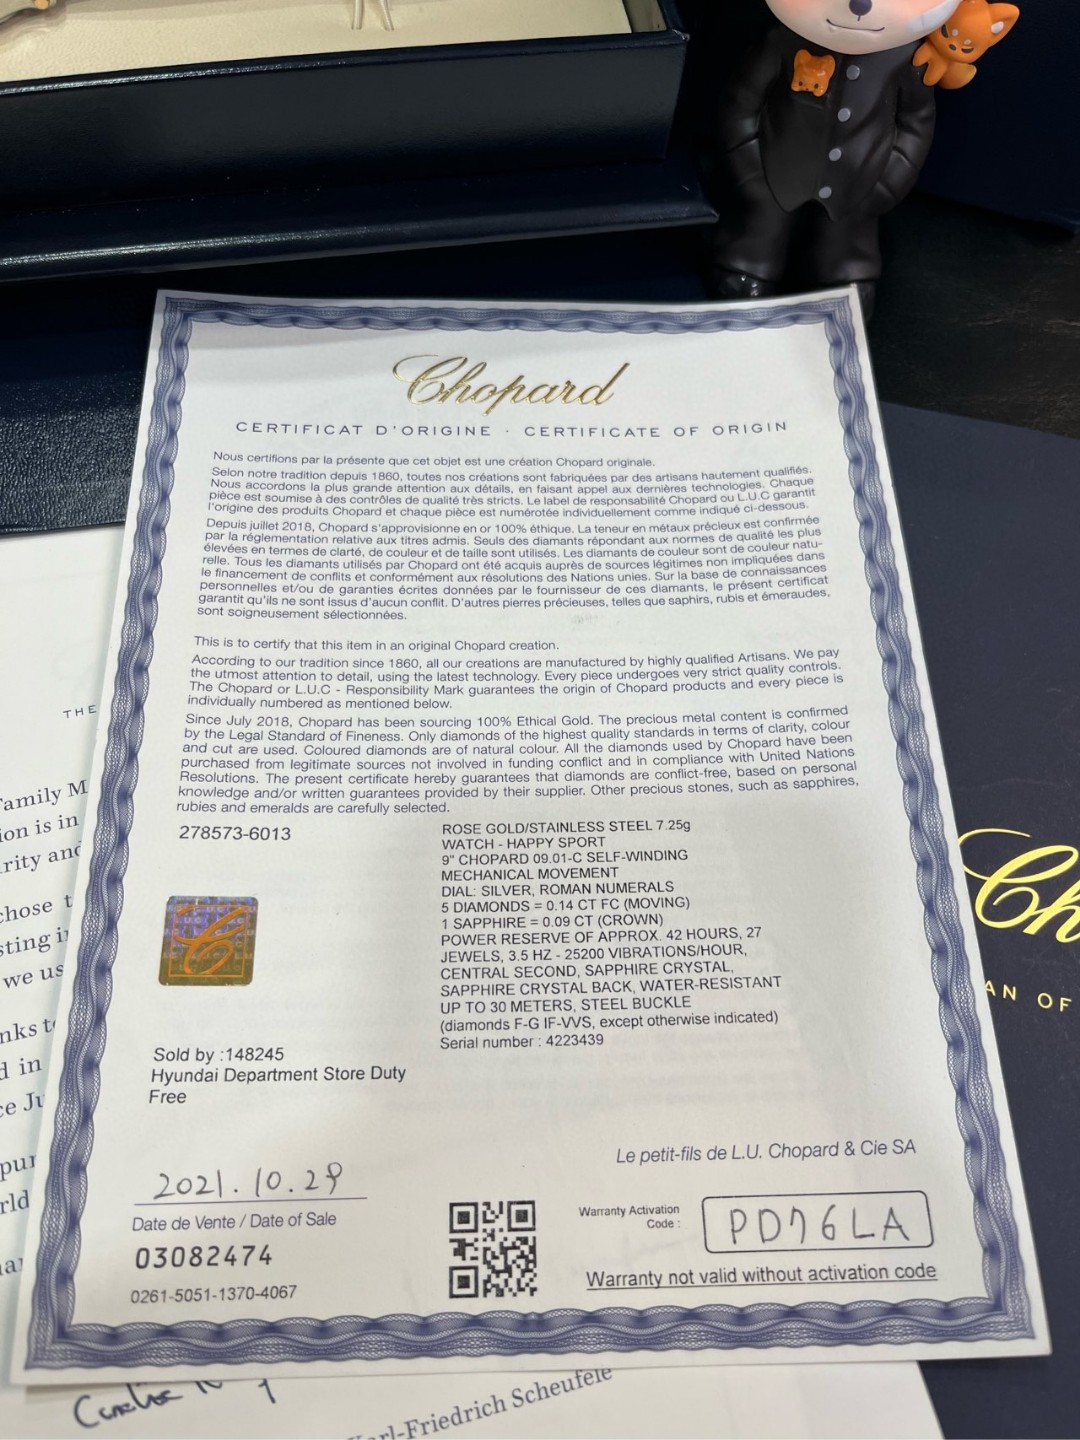 Chopard
CERTIFICAT D'ORIGINE · CERTIFICATE OF ORIGIN
Nous certifions par la présente que cet objet est une création Chopard originale.
Selon notre tradition depuis 1860, toutes nos créations sont fabriquées par des artisans hautement qualifiés.
Nous accordons la plus grande attention aux détails, en faisant appel aux dernières technologies. Chaque
pièce est soumise à des contrôles de qualité très stricts. Le label de responsabilité Chopard ou L.U.C garantit
l'origine des produits Chopard et chaque pièce est numérotée individuellement comme indiqué ci-dessous.
Depuis juillet 2018, Chopard s'approvisionne en or 100% éthique. La teneur en métaux précieux est confirmée
par la réglementation relative aux titres admis. Seuls des diamants répondant aux normes de qualité les plus
élevées en termes de clarté, de couleur et de taille sont utilisés. Les diamants de couleur sont de couleur natu-
relle. Tous les diamants utilisés par Chopard ont été acquis auprès de sources légitimes non impliquées dans
le financement de conflits et conformément aux résolutions des Nations unies. Sur la base de connaissances
personnelles et/ou de garanties écrites données par le fournisseur de ces diamants, le présent certificat
garantit qu'ils ne sont issus d'aucun conflit. D'autres pierres précieuses, telles que saphirs, rubis et émeraudes,
sont soigneusement sélectionnées.
This is to certify that this item in an original Chopard creation.
According to our tradition since 1860, all our creations are manufactured by highly qualified Artisans. We pay
the utmost attention to detail, using the latest technology. Every piece undergoes very strict quality controls.
The Chopard or L.U.C - Responsibility Mark guarantees the origin of Chopard products and every piece is
individually numbered as mentioned below.
Since July 2018, Chopard has been sourcing 100% Ethical Gold. The precious metal content is confirmed
by the Legal Standard of Fineness. Only diamonds of the highest quality standards in terms of clarity, colour
and cut are used. Coloured diamonds are of natural colour. All the diamonds used by Chopard have been
purchased from legitimate sources not involved in funding conflict and in compliance with United Nations
Resolutions. The present certificate hereby guarantees that diamonds are conflict-free, based on personal
knowledge and/or written guarantees provided by their supplier. Other precious stones, such as sapphires,
rubies and emeralds are carefully selected.
278573-6013
ROSE GOLD/STAINLESS STEEL 7.25g
WATCH - HAPPY SPORT
9" CHOPARD 09.01-C SELF-WINDING
MECHANICAL MOVEMENT
DIAL: SILVER, ROMAN NUMERALS
5 DIAMONDS = 0.14 CT FC (MOVING)
1 SAPPHIRE = 0.09 CT (CROWN)
POWER RESERVE OF APPROX. 42 HOURS, 27
JEWELS, 3.5 HZ - 25200 VIBRATIONS/HOUR,
CENTRAL SECOND, SAPPHIRE CRYSTAL,
SAPPHIRE CRYSTAL BACK, WATER-RESISTANT
UP TO 30 METERS, STEEL BUCKLE
(diamonds F-G IF-VVS, except otherwise indicated)
Serial number : 4223439
Sold by :148245
Hyundai Department Store Duty
Free
Le petit-fils de L.U. Chopard & Cie SA
2021.10.29
Date de Vente / Date of Sale
03082474
0261-5051-1370-4067
Warranty Activation
Code :
PD76LA
Warranty not valid without activation code
THE
Family M
ion is in
rity and
chose t
sting in
we us
nks to
d in
ce Ju
pur
rld
Ch
AN OF
Karl-Friedrich Scheufele